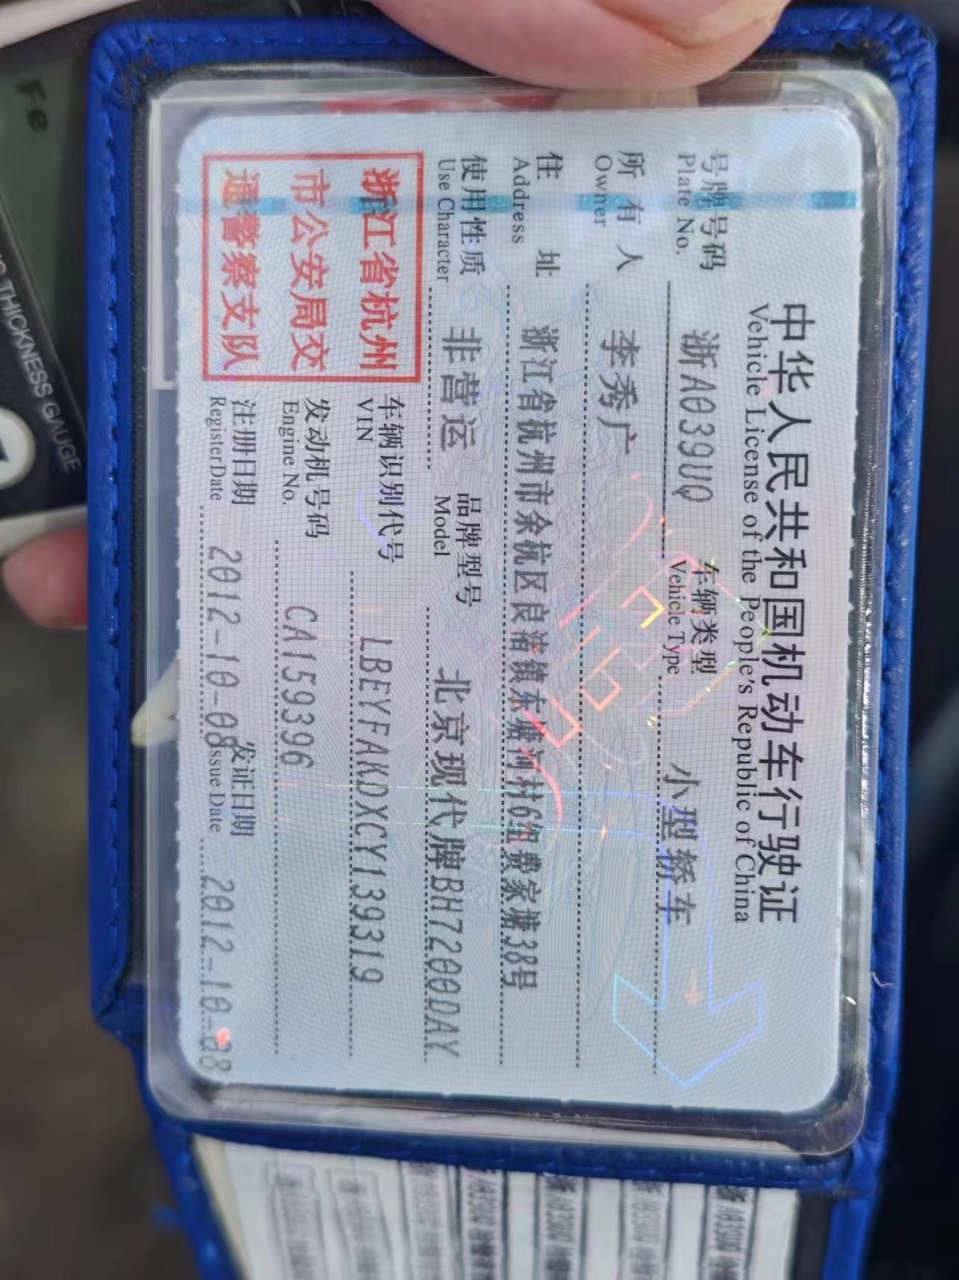 中华人民共和国机动车行驶证
Vehicle License of the People's Republic of China
号牌号码 浙A039UQ 车辆类型 小型轿车
Plate No. Vehicle Type
所有人 李秀广
Owner
住址 浙江省杭州市余杭区良渚镇东塘河村6组费家塘38号
Address
使用性质 非营运 品牌型号 北京现代牌BH7200DAY
Use Character Model
浙江省杭州
市公安局交
通警察支队
车辆识别代号 LBEYFAKDXCY139319
VIN
发动机号码 CA159396
Engine No.
注册日期 2012-10-08 发证日期 2012-10-08
Register Date Issue Date
Fe
THICKNESS GAUGE